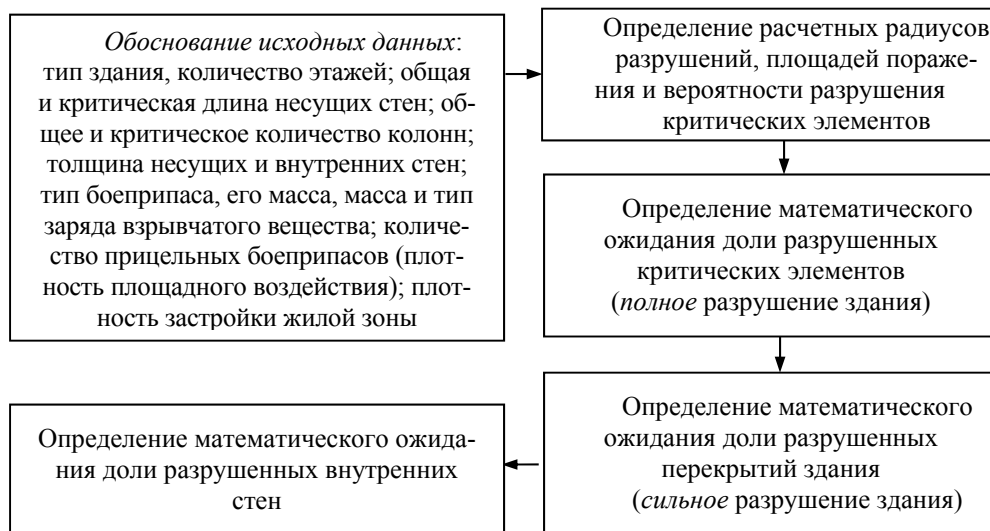 Обоснование исходных данных:
тип здания, количество этажей; общая
и критическая длина несущих стен; об-
щее и критическое количество колонн;
толщина несущих и внутренних стен;
тип боеприпаса, его масса, масса и тип
заряда взрывчатого вещества; количе-
ство прицельных боеприпасов (плот-
ность площадного воздействия); плот-
ность застройки жилой зоны
Определение расчетных радиусов
разрушений, площадей пораже-
ния и вероятности разрушения
критических элементов
Определение математического
ожидания доли разрушенных
критических элементов
(полное разрушение здания)
Определение математического
ожидания доли разрушенных
перекрытий здания
(сильное разрушение здания)
Определение математического ожида-
ния доли разрушенных внутренних
стен